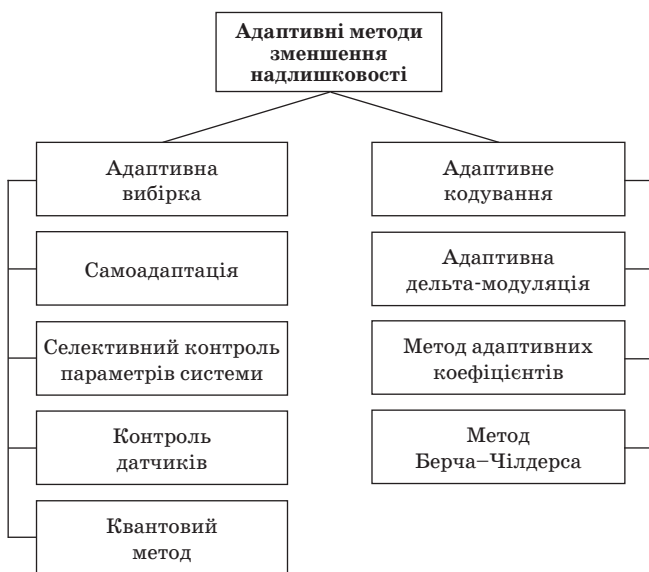 Адаптивні методи
зменшення
надлишковості
Адаптивна
вибірка
Самоадаптація
Селективний контроль
параметрів системи
Контроль
датчиків
Квантовий
метод
Адаптивне
кодування
Адаптивна
дельта-модуляція
Метод адаптивних
коефіцієнтів
Метод
Берча–Чілдерса